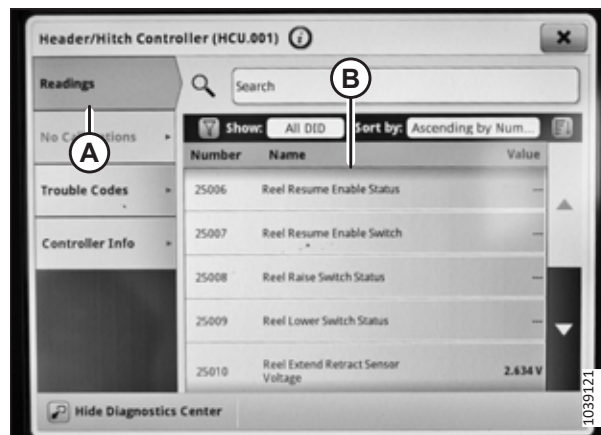 Header/Hitch Controller (HCU.001)
Readings
Search
B
A
No Calibrations
Show: All DID Sort by: Ascending by Num...
Number Name Value
25006 Reel Resume Enable Status ---
Trouble Codes
25007 Reel Resume Enable Switch ---
Controller Info
25008 Reel Raise Switch Status ---
25009 Reel Lower Switch Status ---
25010 Reel Extend Retract Sensor
Voltage 2.634 V
Hide Diagnostics Center
1039121